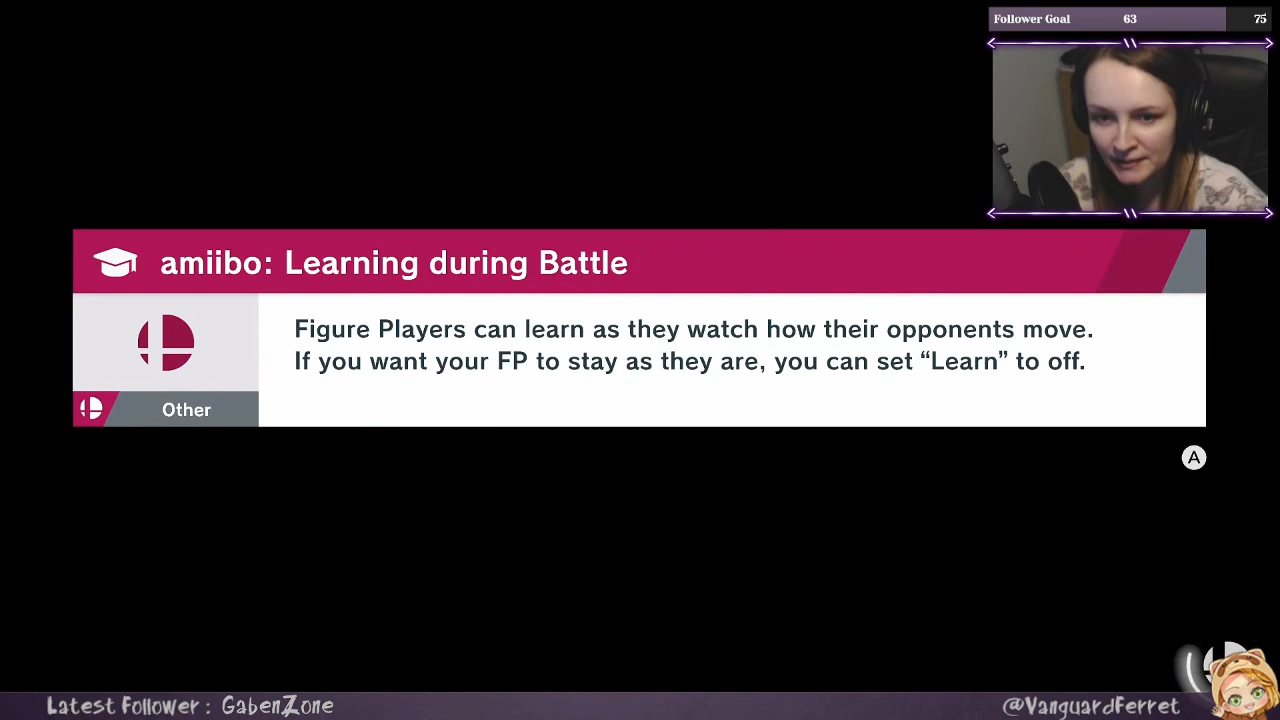 Follower Goal 63 75
amiibo: Learning during Battle
Figure Players can learn as they watch how their opponents move.
If you want your FP to stay as they are, you can set “Learn” to off.
Other
A
Latest Follower : GabenZone
@VanguardFerret